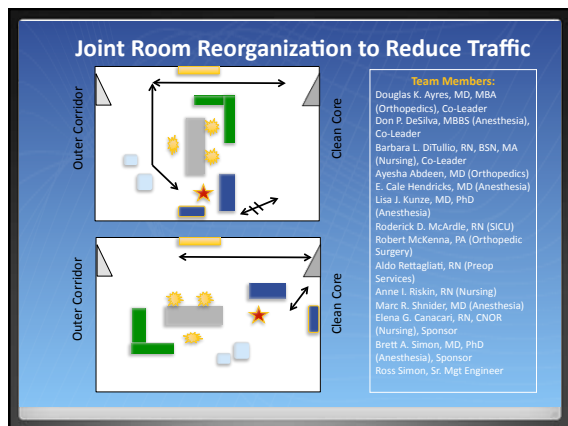 Joint Room Reorganization to Reduce Traffic
Outer Corridor
Clean Core
Outer Corridor
Clean Core
Team Members:
Douglas K. Ayres, MD, MBA
(Orthopedics), Co-Leader
Don P. DeSilva, MBBS (Anesthesia),
Co-Leader
Barbara L. DiTullio, RN, BSN, MA
(Nursing), Co-Leader
Ayesha Abdeen, MD (Orthopedics)
E. Cale Hendricks, MD (Anesthesia)
Lisa J. Kunze, MD, PhD
(Anesthesia)
Roderick D. McArdle, RN (SICU)
Robert McKenna, PA (Orthopedic
Surgery)
Aldo Rettagliati, RN (Preop
Services)
Anne I. Riskin, RN (Nursing)
Marc R. Shnider, MD (Anesthesia)
Elena G. Canacari, RN, CNOR
(Nursing), Sponsor
Brett A. Simon, MD, PhD
(Anesthesia), Sponsor
Ross Simon, Sr. Mgt Engineer